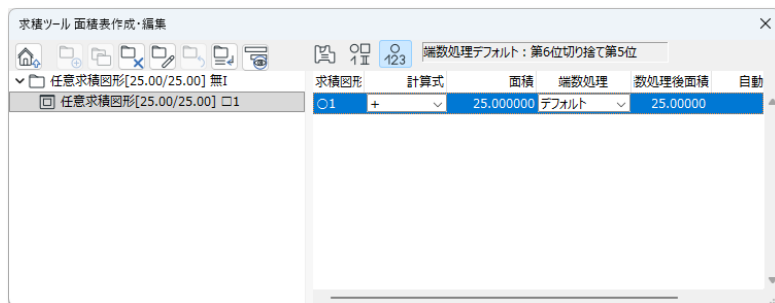 求積ツール 面積表作成・編集
端数処理デフォルト：第6位切り捨て第5位
任意求積図形[25.00/25.00] 無I
任意求積図形[25.00/25.00] □1
求積図形 計算式 面積 端数処理 数処理後面積 自動
○1 + 25.000000 デフォルト 25.00000